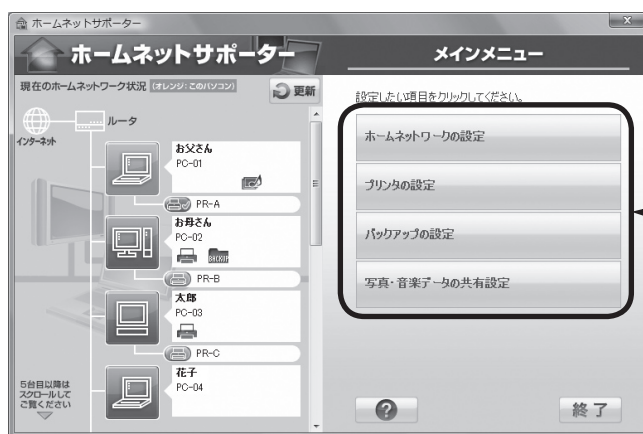 ホームネットサポーター
ホームネットサポーター
メインメニュー
現在のホームネットワーク状況 (オレンジ:このパソコン)
更新
インターネット
ルータ
お父さん
PC-01
PR-A
お母さん
PC-02
BACKUP
PR-B
太郎
PC-03
PR-C
花子
PC-04
5台目以降は
スクロールして
ご覧ください
設定したい項目をクリックしてください。
ホームネットワークの設定
プリンタの設定
バックアップの設定
写真・音楽データの共有設定
?
終了